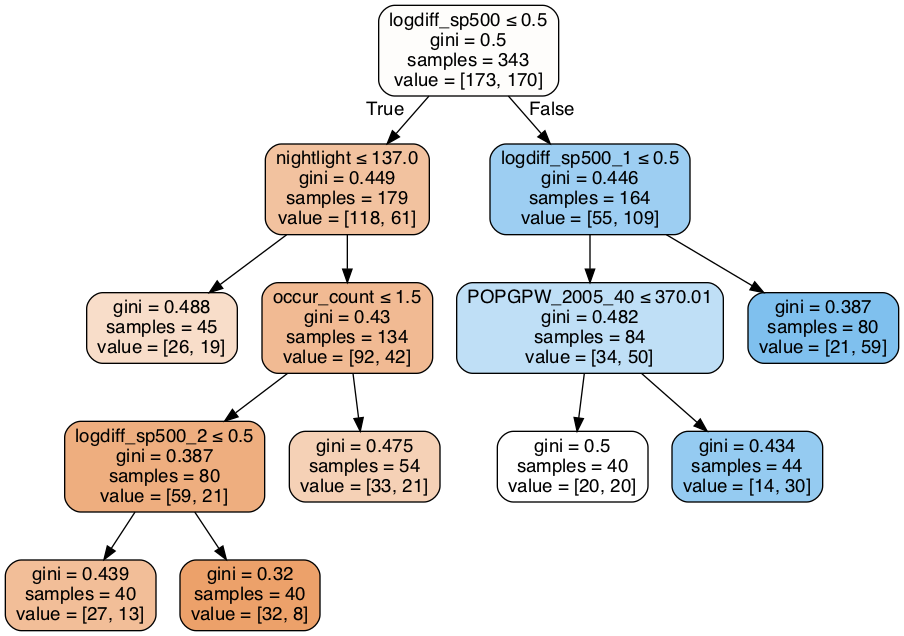 logdiff_sp500 ≤ 0.5
gini = 0.5
samples = 343
value = [173, 170]
True
False
nightlight ≤ 137.0
gini = 0.449
samples = 179
value = [118, 61]
logdiff_sp500_1 ≤ 0.5
gini = 0.446
samples = 164
value = [55, 109]
gini = 0.488
samples = 45
value = [26, 19]
occur_count ≤ 1.5
gini = 0.43
samples = 134
value = [92, 42]
POPGPW_2005_40 ≤ 370.01
gini = 0.482
samples = 84
value = [34, 50]
gini = 0.387
samples = 80
value = [21, 59]
logdiff_sp500_2 ≤ 0.5
gini = 0.387
samples = 80
value = [59, 21]
gini = 0.475
samples = 54
value = [33, 21]
gini = 0.5
samples = 40
value = [20, 20]
gini = 0.434
samples = 44
value = [14, 30]
gini = 0.439
samples = 40
value = [27, 13]
gini = 0.32
samples = 40
value = [32, 8]